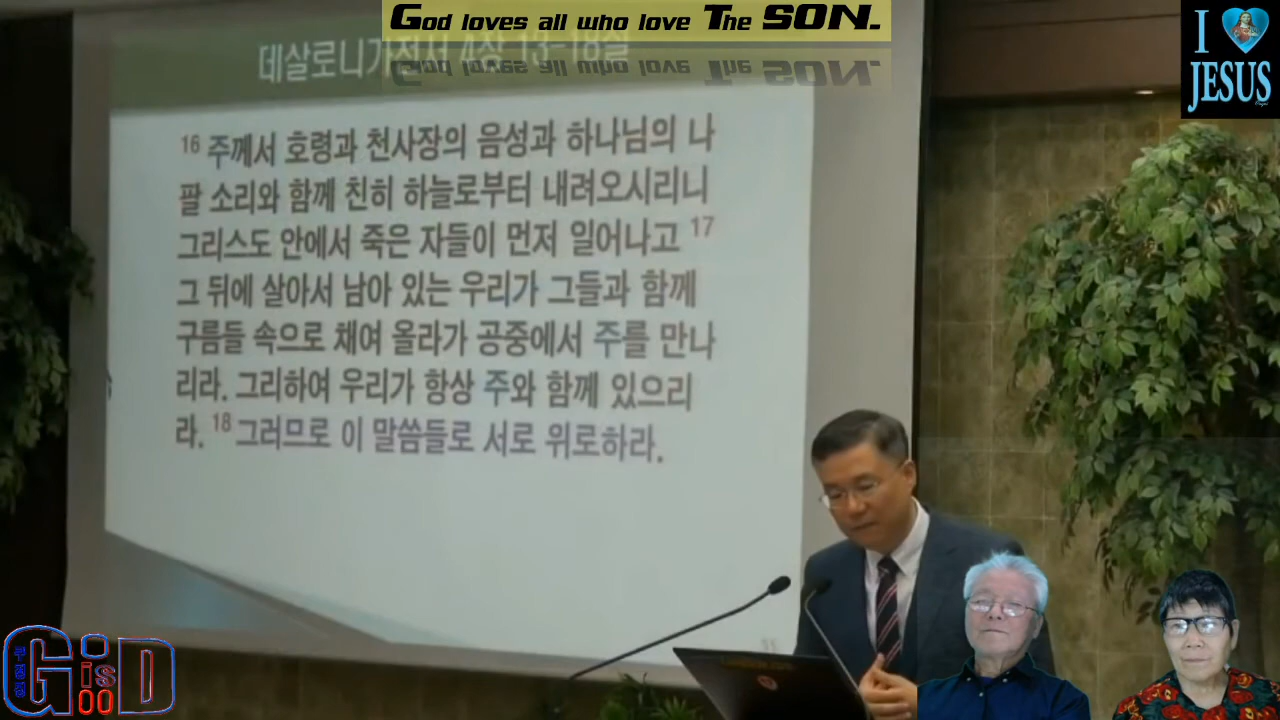 God loves all who love The SON.
I
JESUS
데살로니가전서 4장 13-18절
16 주께서 호령과 천사장의 음성과 하나님의 나
팔 소리와 함께 친히 하늘로부터 내려오시리니
그리스도 안에서 죽은 자들이 먼저 일어나고 17
그 뒤에 살아서 남아 있는 우리가 그들과 함께
구름들 속으로 채여 올라가 공중에서 주를 만나
리라. 그리하여 우리가 항상 주와 함께 있으리
라. 18 그러므로 이 말씀들로 서로 위로하라.
GisD